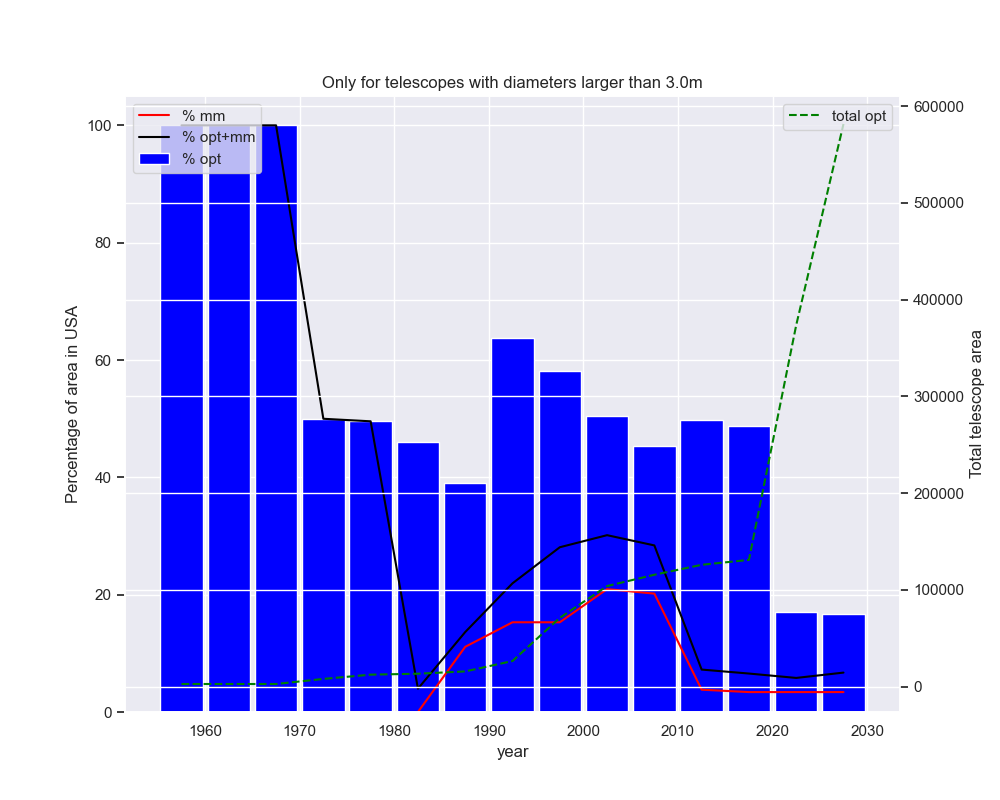 Only for telescopes with diameters larger than 3.0m
% mm
% opt+mm
% opt
total opt
100
80
60
40
20
0
Percentage of area in USA
600000
500000
400000
300000
200000
100000
0
Total telescope area
1960 1970 1980 1990 2000 2010 2020 2030
year